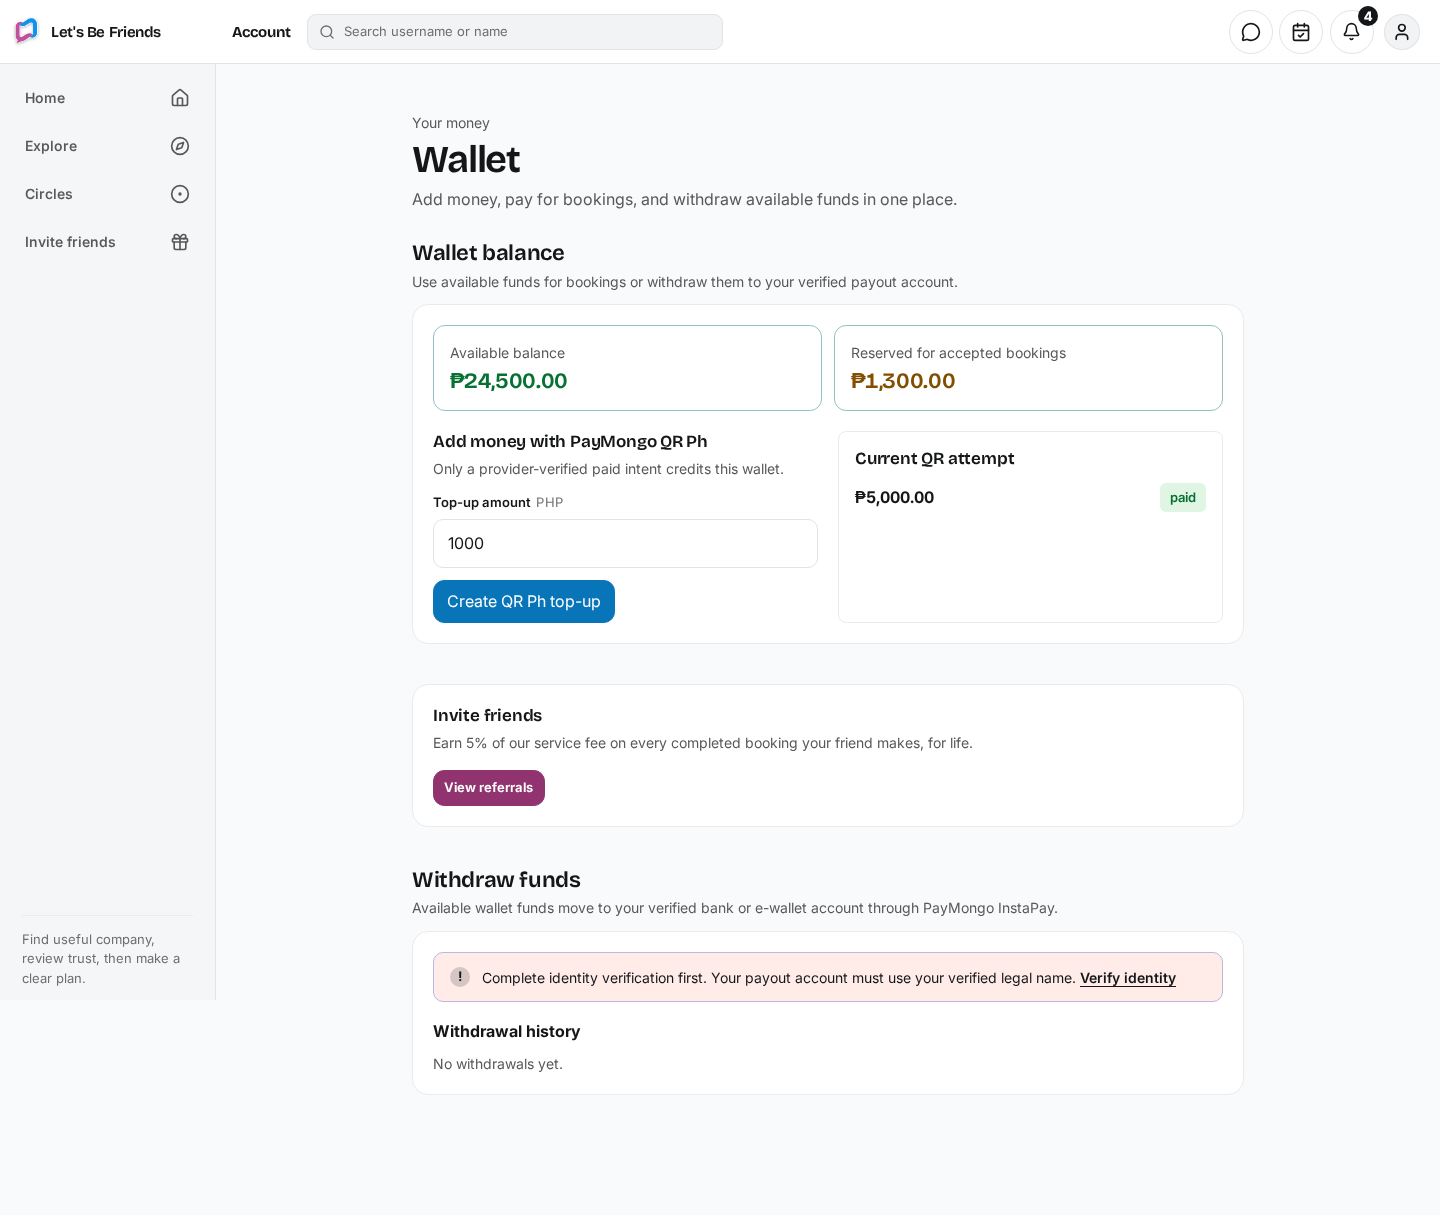 Let's Be Friends
Account
Search username or name
4
Home
Explore
Circles
Invite friends
Find useful company,
review trust, then make a
clear plan.
Your money
Wallet
Add money, pay for bookings, and withdraw available funds in one place.
Wallet balance
Use available funds for bookings or withdraw them to your verified payout account.
Available balance
₱24,500.00
Reserved for accepted bookings
₱1,300.00
Add money with PayMongo QR Ph
Only a provider-verified paid intent credits this wallet.
Top-up amount PHP
1000
Create QR Ph top-up
Current QR attempt
₱5,000.00
paid
Invite friends
Earn 5% of our service fee on every completed booking your friend makes, for life.
View referrals
Withdraw funds
Available wallet funds move to your verified bank or e-wallet account through PayMongo InstaPay.
! Complete identity verification first. Your payout account must use your verified legal name. Verify identity
Withdrawal history
No withdrawals yet.